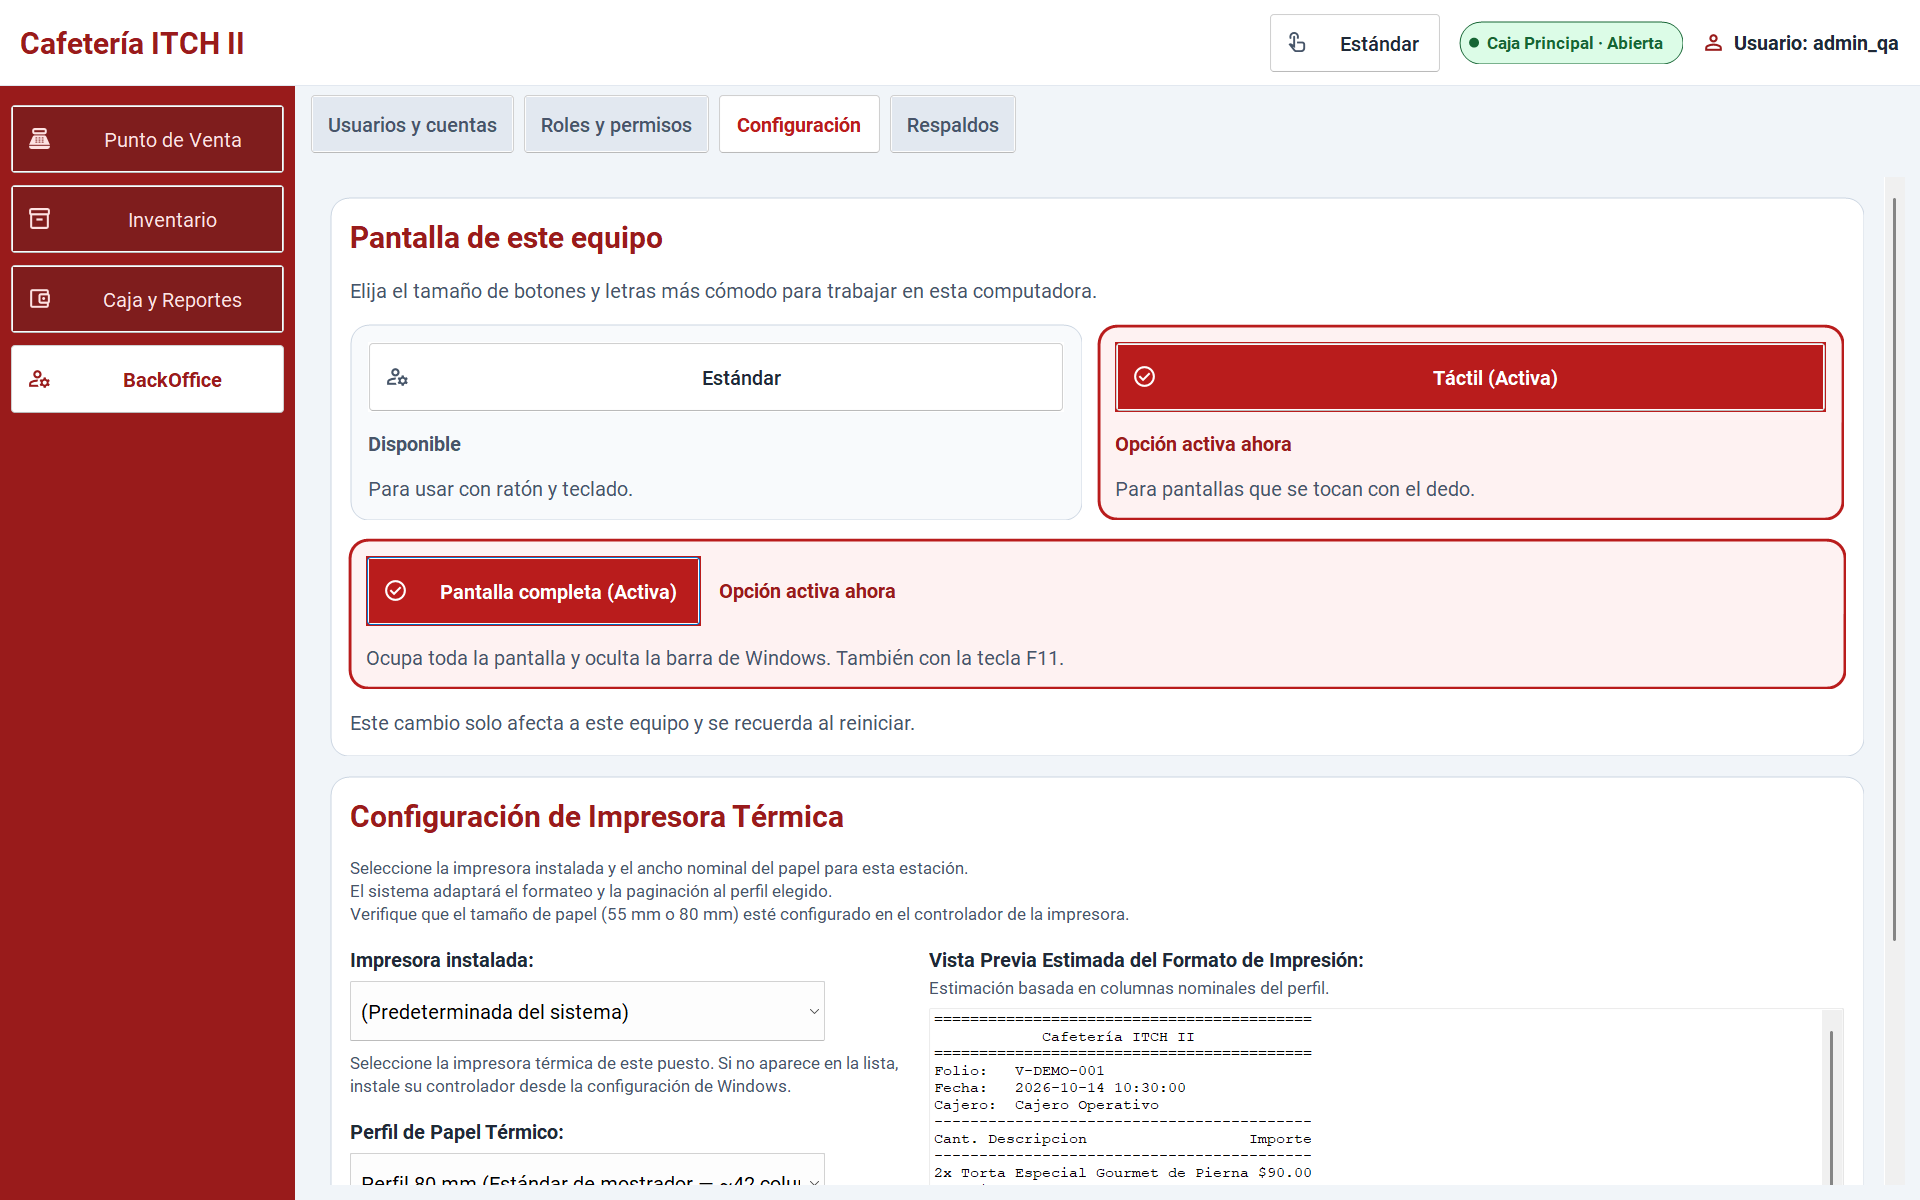 Cafetería ITCH II
Estándar
Caja Principal · Abierta
Usuario: admin_qa
Punto de Venta
Inventario
Caja y Reportes
BackOffice
Usuarios y cuentas
Roles y permisos
Configuración
Respaldos
Pantalla de este equipo
Elija el tamaño de botones y letras más cómodo para trabajar en esta computadora.
Estándar
Disponible
Para usar con ratón y teclado.
Táctil (Activa)
Opción activa ahora
Para pantallas que se tocan con el dedo.
Pantalla completa (Activa)
Opción activa ahora
Ocupa toda la pantalla y oculta la barra de Windows. También con la tecla F11.
Este cambio solo afecta a este equipo y se recuerda al reiniciar.
Configuración de Impresora Térmica
Seleccione la impresora instalada y el ancho nominal del papel para esta estación.
El sistema adaptará el formateo y la paginación al perfil elegido.
Verifique que el tamaño de papel (55 mm o 80 mm) esté configurado en el controlador de la impresora.
Impresora instalada:
(Predeterminada del sistema)
Seleccione la impresora térmica de este puesto. Si no aparece en la lista,
instale su controlador desde la configuración de Windows.
Perfil de Papel Térmico:
Perfil 80 mm (Estándar de mostrador — ~42 colu
Vista Previa Estimada del Formato de Impresión:
Estimación basada en columnas nominales del perfil.
==========================================
Cafetería ITCH II
==========================================
Folio: V-DEMO-001
Fecha: 2026-10-14 10:30:00
Cajero: Cajero Operativo
------------------------------------------
Cant. Descripcion Importe
------------------------------------------
2x Torta Especial Gourmet de Pierna $90.00